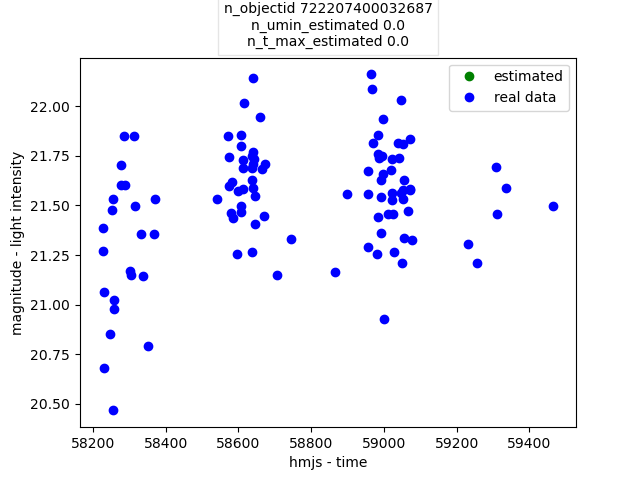 n_objectid 722207400032687
n_umin_estimated 0.0
n_t_max_estimated 0.0
estimated
real data
magnitude - light intensity
22.00
21.75
21.50
21.25
21.00
20.75
20.50
58200 58400 58600 58800 59000 59200 59400
hmjs - time